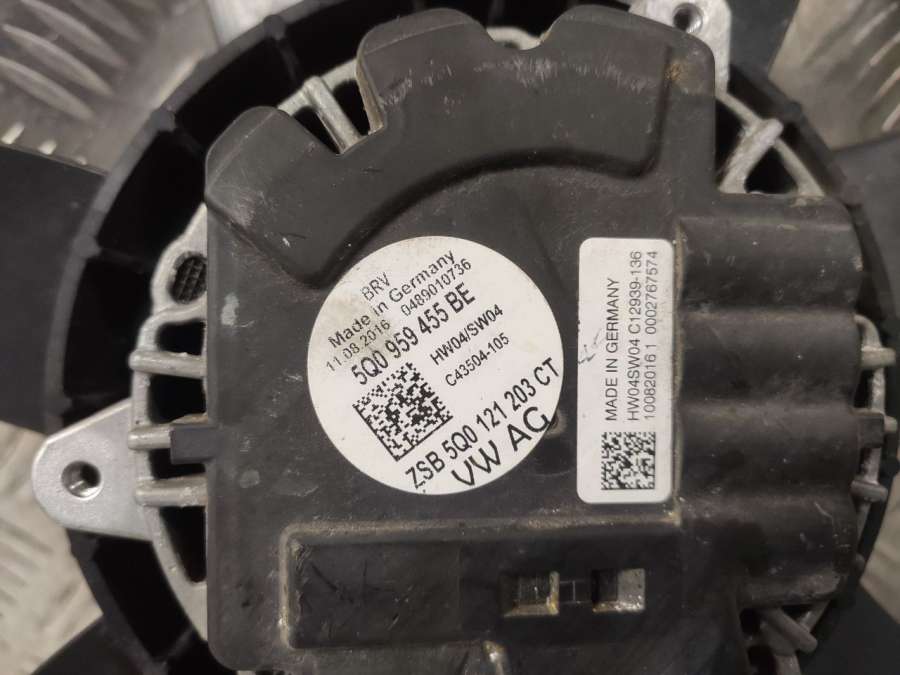 BRV
Made in Germany
11.08.2016 0489010736
5Q0 959 455 BE
HW04/SW04
C43504-105
ZSB 5Q0 121 203 CT
VW AG
MADE IN GERMANY
HW04SW04 C12939-136
10082016 1 0002767574